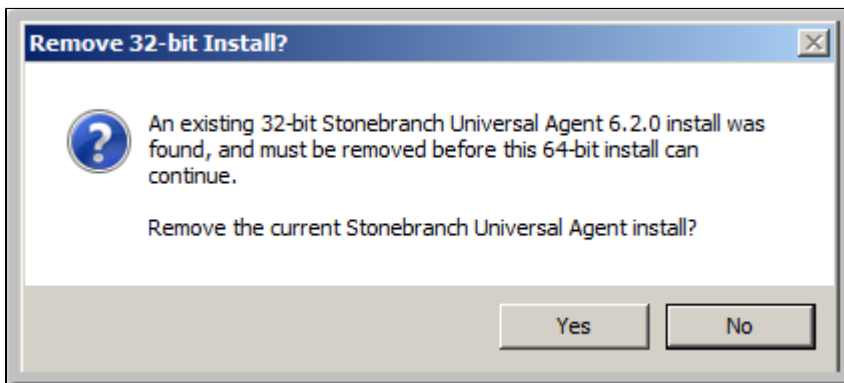 Remove 32-bit Install?
An existing 32-bit Stonebranch Universal Agent 6.2.0 install was
found, and must be removed before this 64-bit install can
continue.
Remove the current Stonebranch Universal Agent install?
Yes No